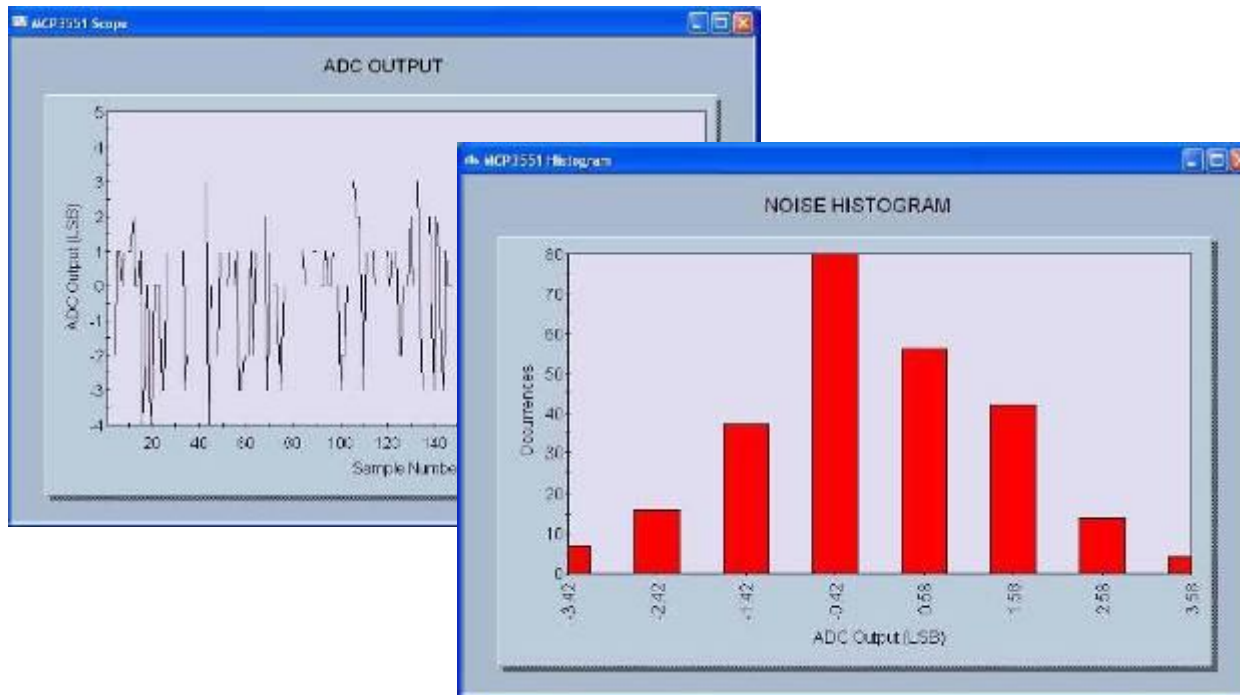 MCP3551 Scope
ADC OUTPUT
ADC Output (LSB)
5
4
3
2
1
0
-1
-2
-3
-4
20 40 60 80 100 120 140
Sample Numbe
MCP3551 Histogram
NOISE HISTOGRAM
Occurrences
80
70
60
50
40
30
20
10
0
-3.42 -2.42 -1.42 -0.42 0.58 1.58 2.58 3.58
ADC Output (LSB)